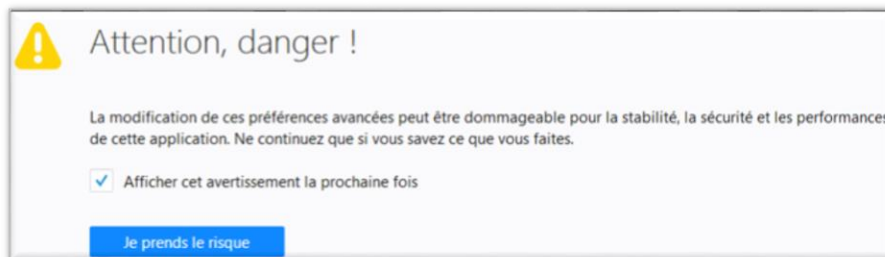 Attention, danger !
La modification de ces préférences avancées peut être dommageable pour la stabilité, la sécurité et les performances
de cette application. Ne continuez que si vous savez ce que vous faites.
Afficher cet avertissement la prochaine fois
Je prends le risque